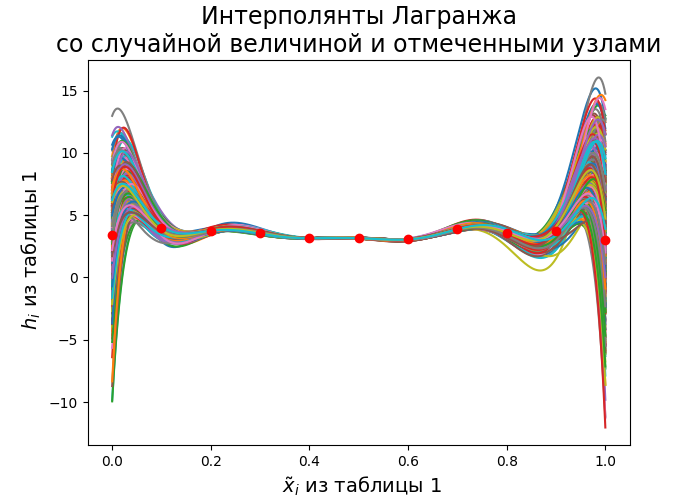 Интерполянты Лагранжа
со случайной величиной и отмеченными узлами
15
10
5
0
−5
−10
h_i из таблицы 1
0.0 0.2 0.4 0.6 0.8 1.0
x̃_i из таблицы 1